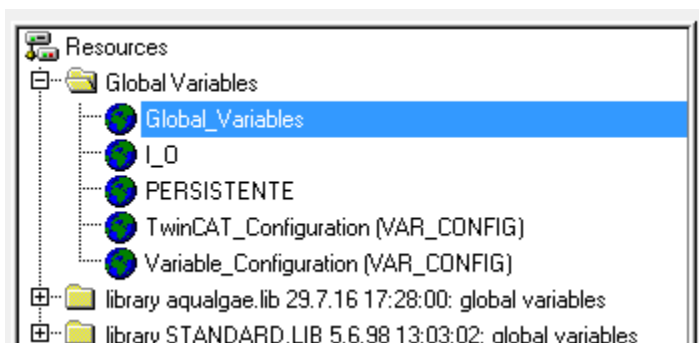 Resources
Global Variables
Global_Variables
I_O
PERSISTENTE
TwinCAT_Configuration (VAR_CONFIG)
Variable_Configuration (VAR_CONFIG)
library aqualgae.lib 29.7.16 17:28:00: global variables
library STANDARD.LIB 5.6.98 13:03:02: global variables